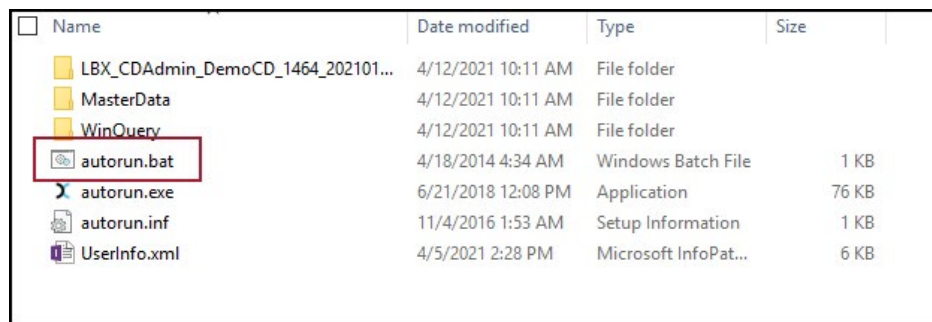 Name Date modified Type Size
LBX_CDAdmin_DemoCD_1464_202101... 4/12/2021 10:11 AM File folder
MasterData 4/12/2021 10:11 AM File folder
WinQuery 4/12/2021 10:11 AM File folder
autorun.bat 4/18/2014 4:34 AM Windows Batch File 1 KB
autorun.exe 6/21/2018 12:08 PM Application 76 KB
autorun.inf 11/4/2016 1:53 AM Setup Information 1 KB
UserInfo.xml 4/5/2021 2:28 PM Microsoft InfoPat... 6 KB